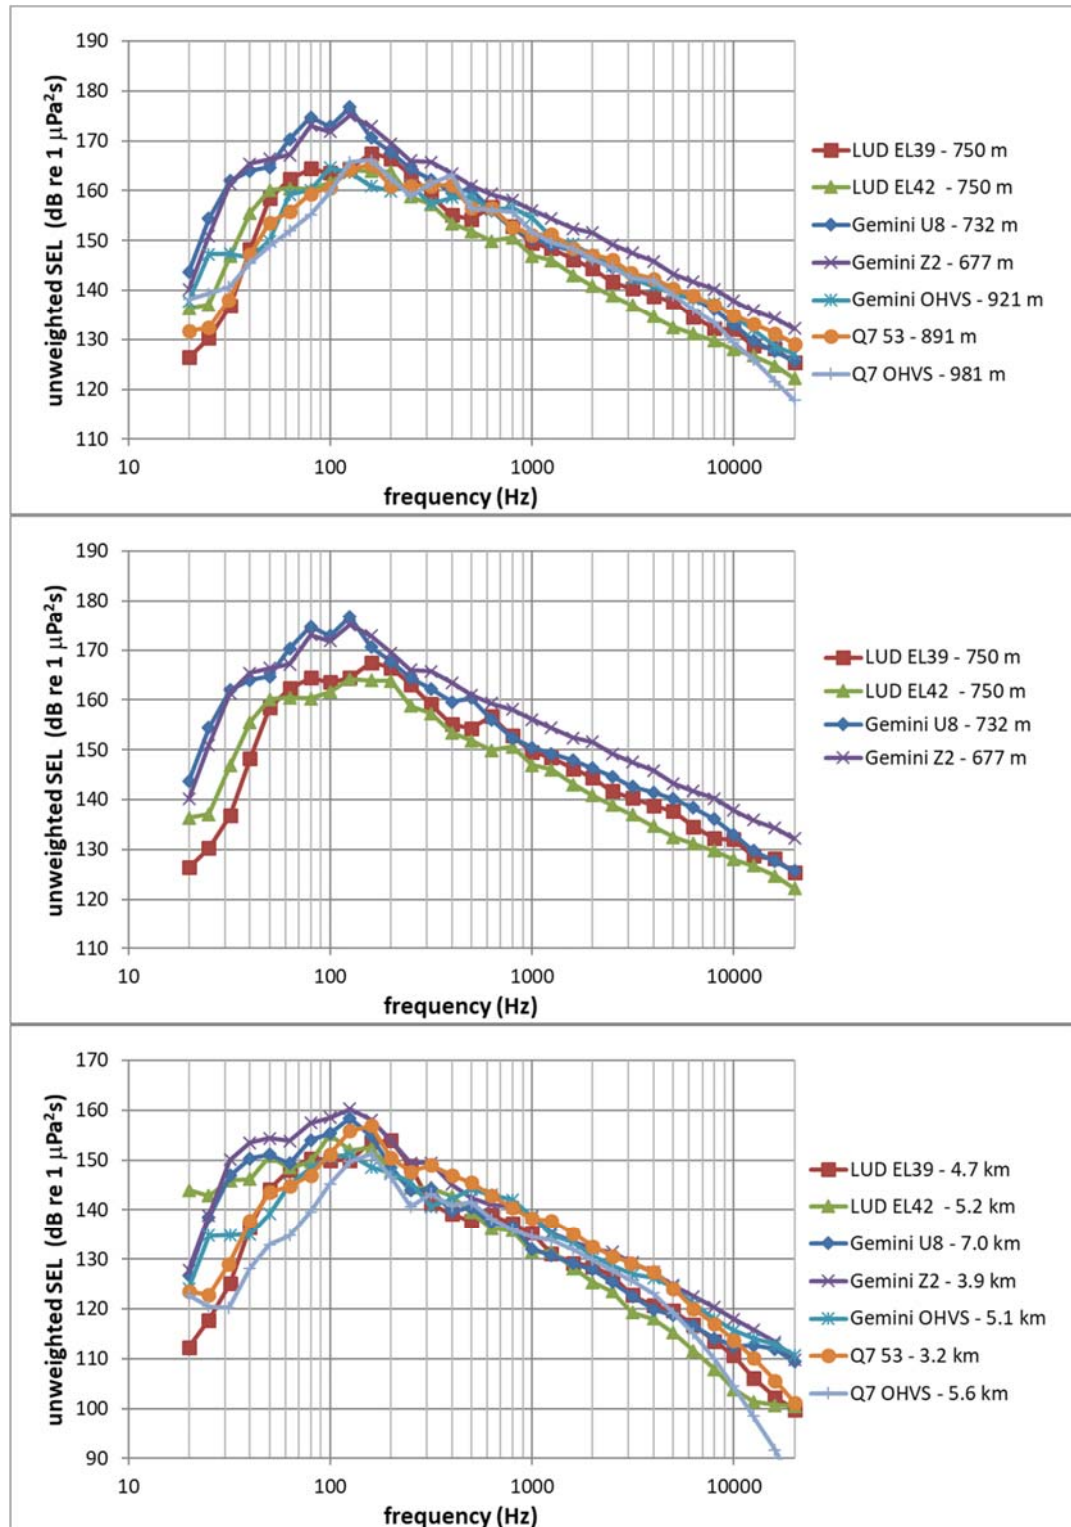 unweighted SEL (dB re 1 μPa²s)
190
180
170
160
150
140
130
120
110
10
100
1000
10000
frequency (Hz)
LUD EL39 - 750 m
LUD EL42 - 750 m
Gemini U8 - 732 m
Gemini Z2 - 677 m
Gemini OHVS - 921 m
Q7 53 - 891 m
Q7 OHVS - 981 m
unweighted SEL (dB re 1 μPa²s)
190
180
170
160
150
140
130
120
110
10
100
1000
10000
frequency (Hz)
LUD EL39 - 750 m
LUD EL42 - 750 m
Gemini U8 - 732 m
Gemini Z2 - 677 m
unweighted SEL (dB re 1 μPa²s)
170
160
150
140
130
120
110
100
90
10
100
1000
10000
frequency (Hz)
LUD EL39 - 4.7 km
LUD EL42 - 5.2 km
Gemini U8 - 7.0 km
Gemini Z2 - 3.9 km
Gemini OHVS - 5.1 km
Q7 53 - 3.2 km
Q7 OHVS - 5.6 km